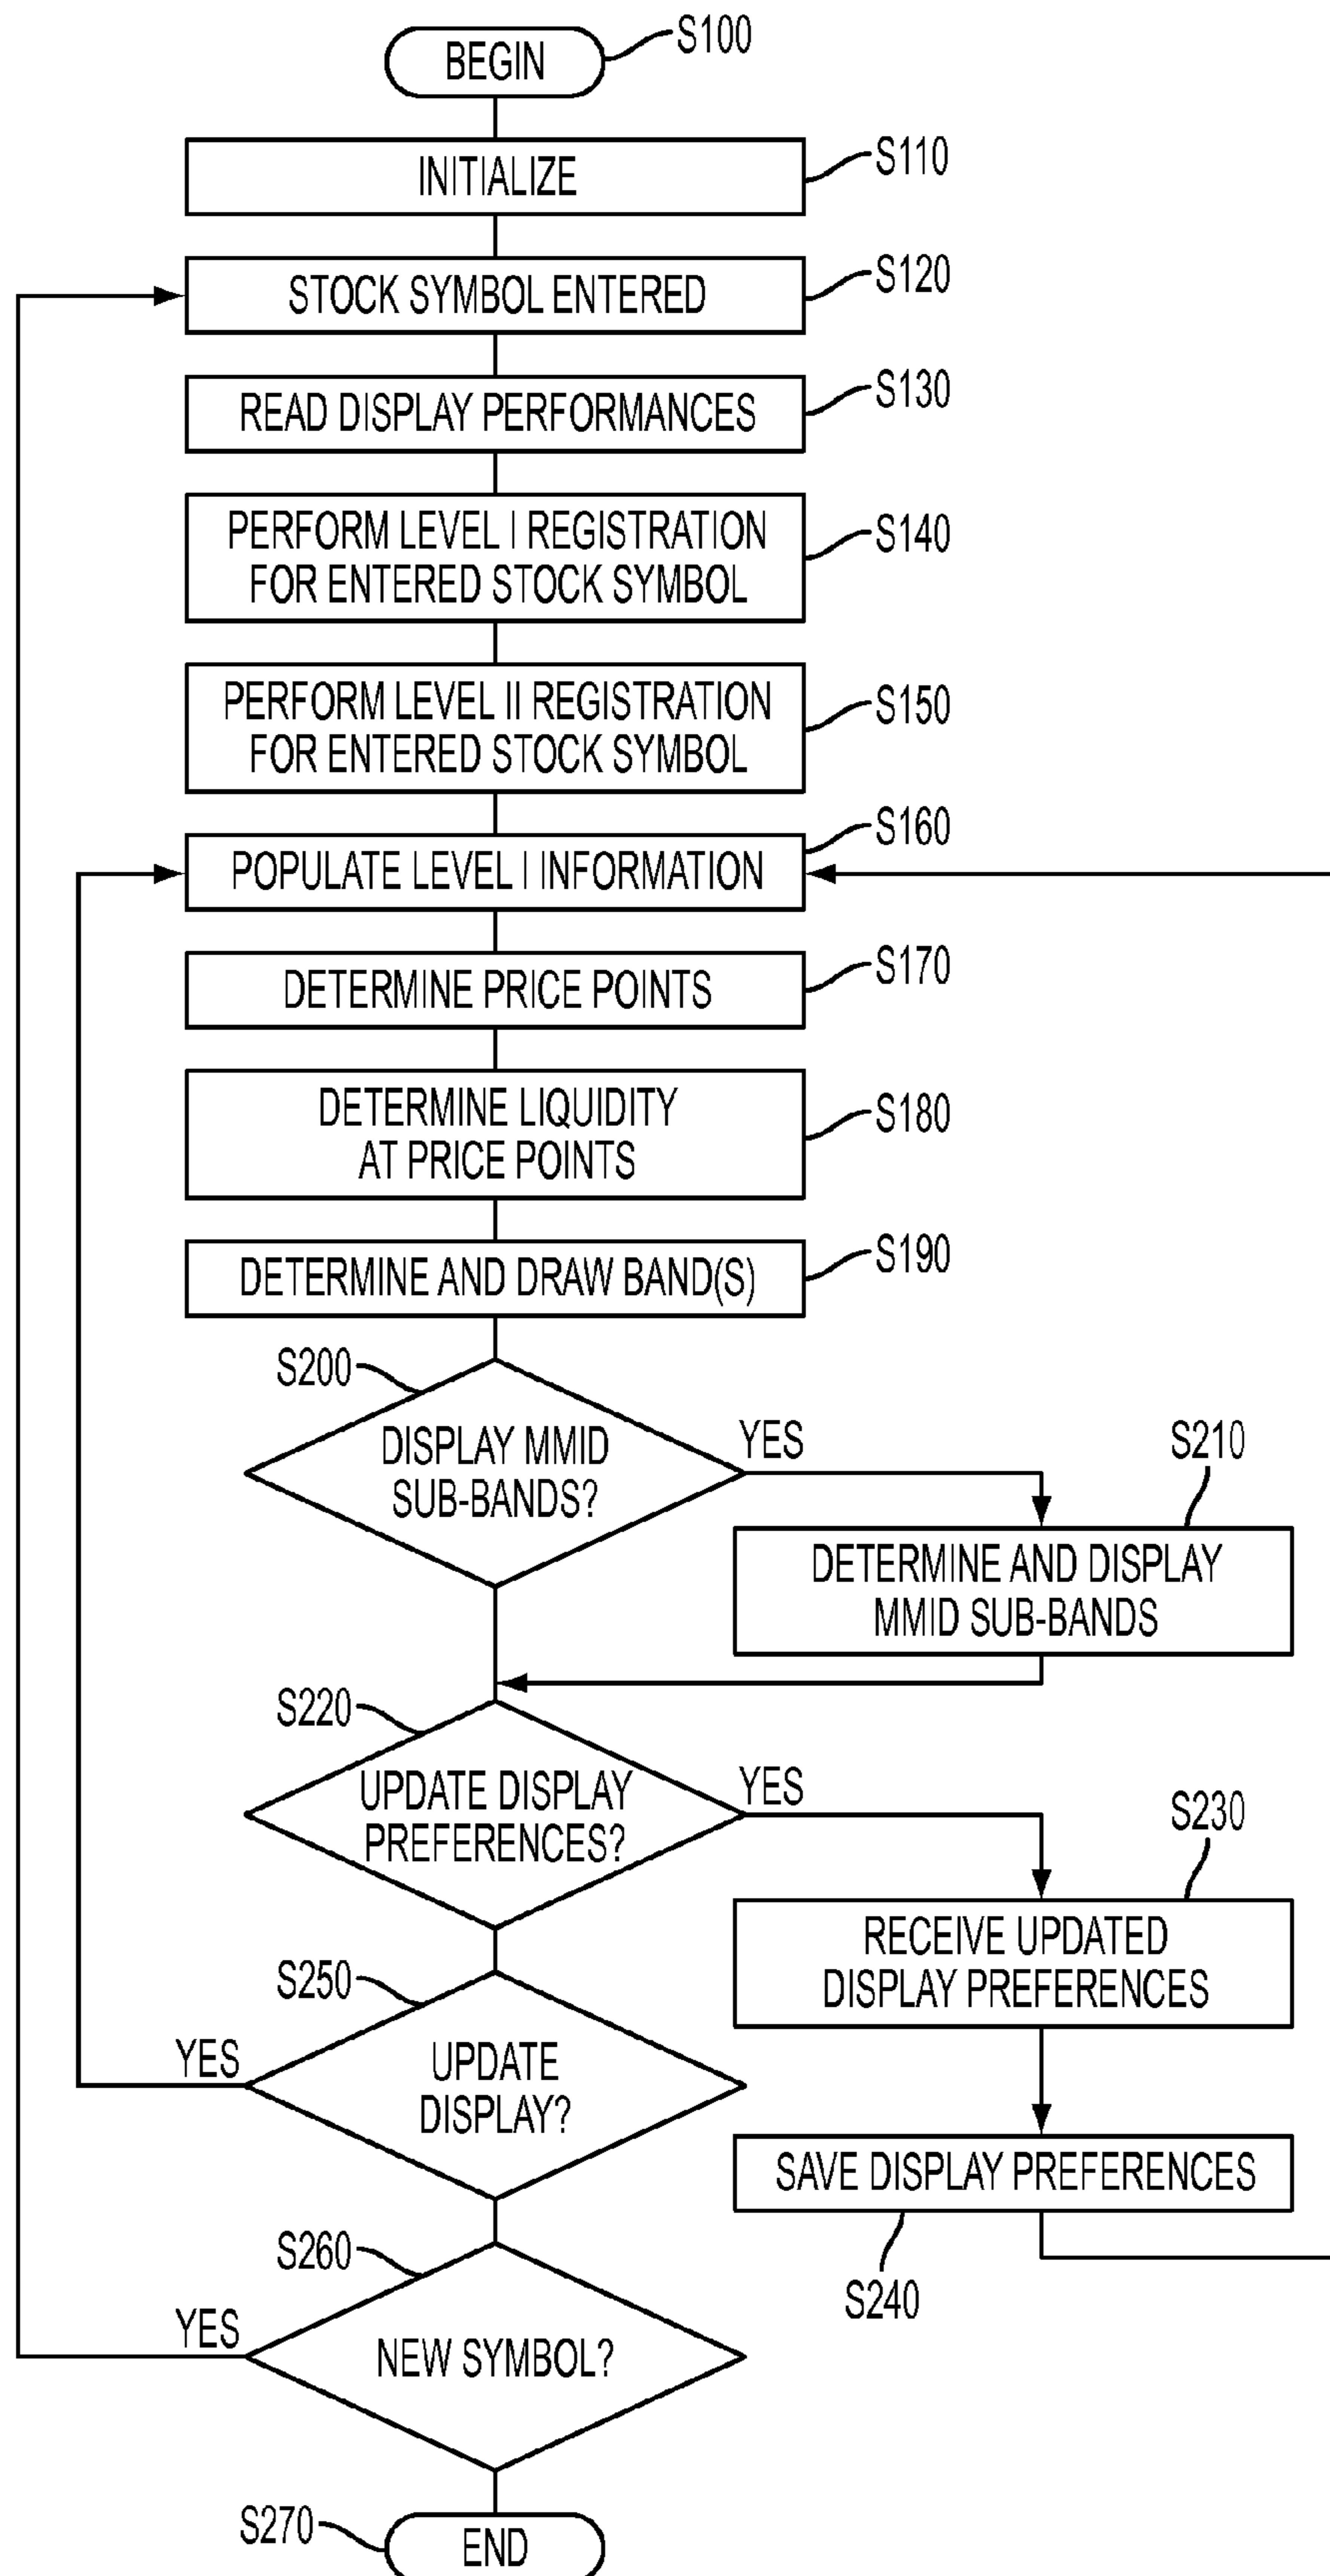 BEGIN
S100
INITIALIZE
S110
STOCK SYMBOL ENTERED
S120
READ DISPLAY PERFORMANCES
S130
PERFORM LEVEL I REGISTRATION
FOR ENTERED STOCK SYMBOL
S140
PERFORM LEVEL II REGISTRATION
FOR ENTERED STOCK SYMBOL
S150
POPULATE LEVEL I INFORMATION
S160
DETERMINE PRICE POINTS
S170
DETERMINE LIQUIDITY
AT PRICE POINTS
S180
DETERMINE AND DRAW BAND(S)
S190
S200
DISPLAY MMID
SUB-BANDS?
YES
S210
DETERMINE AND DISPLAY
MMID SUB-BANDS
S220
UPDATE DISPLAY
PREFERENCES?
YES
S230
RECEIVE UPDATED
DISPLAY PREFERENCES
S250
UPDATE
DISPLAY?
YES
SAVE DISPLAY PREFERENCES
S240
S260
NEW SYMBOL?
YES
S270
END